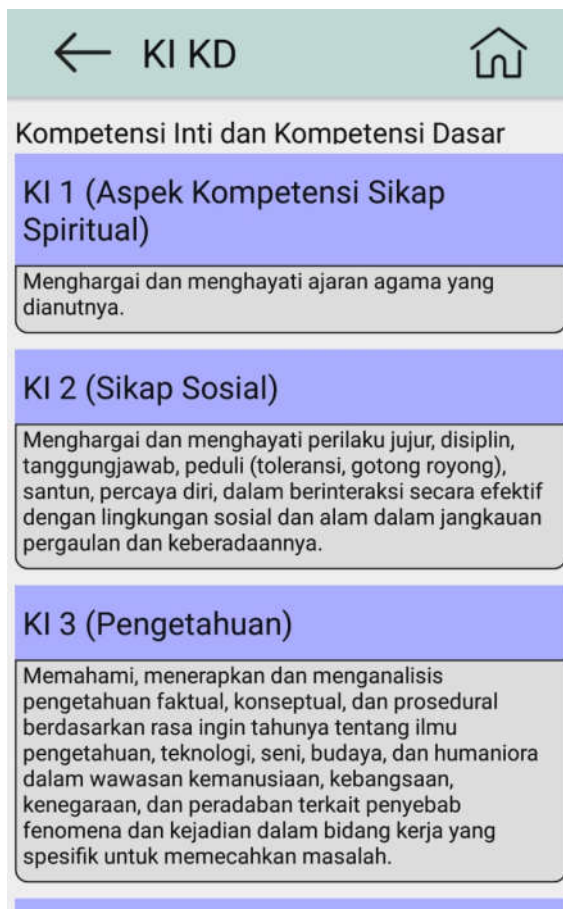 KI KD
Kompetensi Inti dan Kompetensi Dasar
KI 1 (Aspek Kompetensi Sikap
Spiritual)
Menghargai dan menghayati ajaran agama yang
dianutnya.
KI 2 (Sikap Sosial)
Menghargai dan menghayati perilaku jujur, disiplin,
tanggungjawab, peduli (toleransi, gotong royong),
santun, percaya diri, dalam berinteraksi secara efektif
dengan lingkungan sosial dan alam dalam jangkauan
pergaulan dan keberadaannya.
KI 3 (Pengetahuan)
Memahami, menerapkan dan menganalisis
pengetahuan faktual, konseptual, dan prosedural
berdasarkan rasa ingin tahunya tentang ilmu
pengetahuan, teknologi, seni, budaya, dan humaniora
dalam wawasan kemanusiaan, kebangsaan,
kenegaraan, dan peradaban terkait penyebab
fenomena dan kejadian dalam bidang kerja yang
spesifik untuk memecahkan masalah.